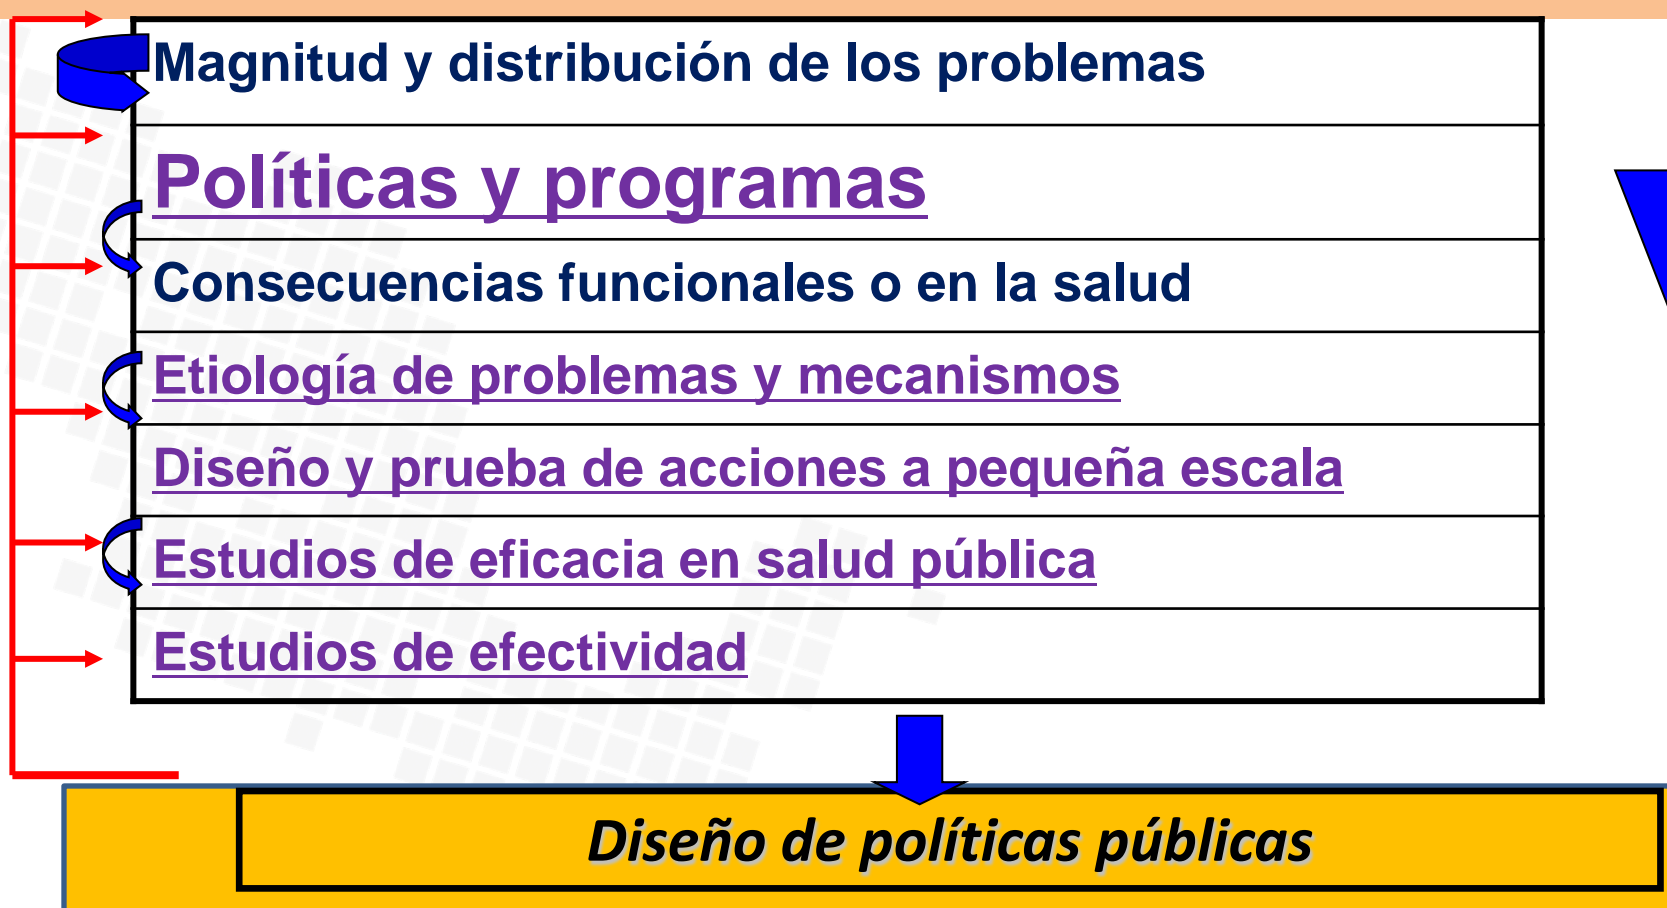 Magnitud y distribución de los problemas
Políticas y programas
Consecuencias funcionales o en la salud
Etiología de problemas y mecanismos
Diseño y prueba de acciones a pequeña escala
Estudios de eficacia en salud pública
Estudios de efectividad
Diseño de políticas públicas